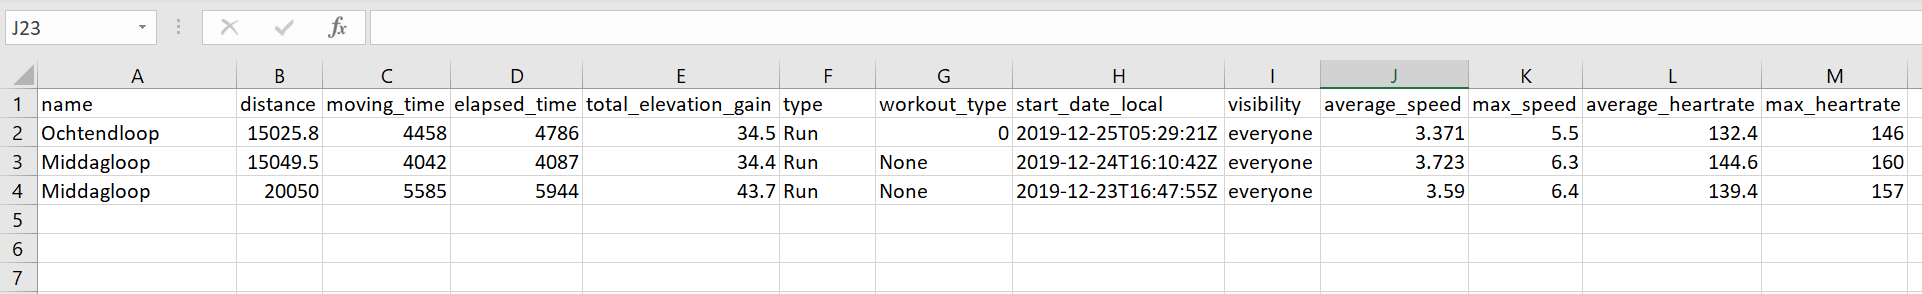 J23 fx
A B C D E F G H I J K L M
1 name distance moving_time elapsed_time total_elevation_gain type workout_type start_date_local visibility average_speed max_speed average_heartrate max_heartrate
2 Ochtendloop 15025.8 4458 4786 34.5 Run 0 2019-12-25T05:29:21Z everyone 3.371 5.5 132.4 146
3 Middagloop 15049.5 4042 4087 34.4 Run None 2019-12-24T16:10:42Z everyone 3.723 6.3 144.6 160
4 Middagloop 20050 5585 5944 43.7 Run None 2019-12-23T16:47:55Z everyone 3.59 6.4 139.4 157
5
6
7